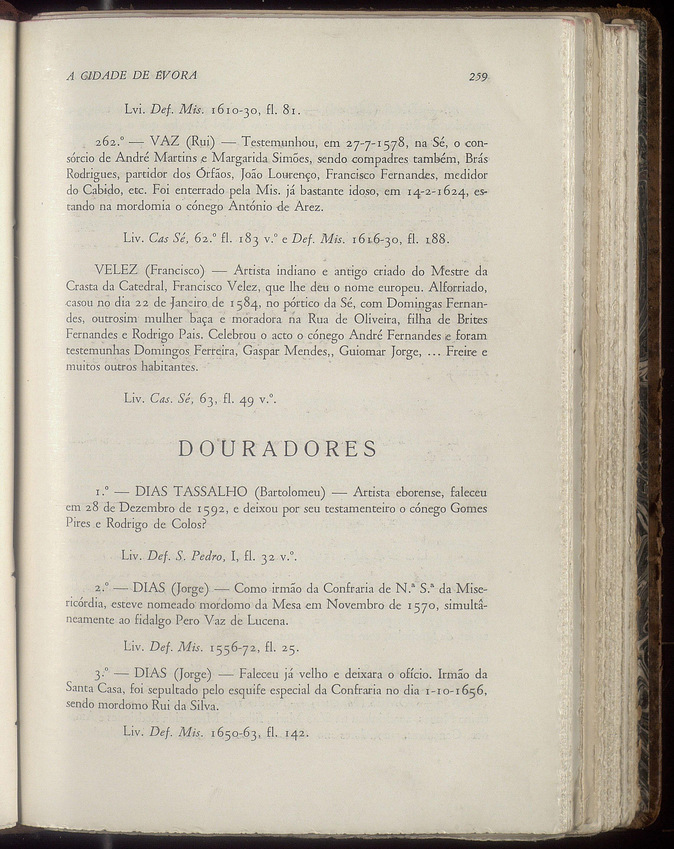 A CIDADE DE ÉVORA 259
Lvi. Def. Mis. 1610-30, fl. 81.
262.º — VAZ (Rui) — Testemunhou, em 27-7-1578, na Sé, o con-
sórcio de André Martins e Margarida Simões, sendo compadres também, Brás
Rodrigues, partidor dos Órfãos, João Lourenço, Francisco Fernandes, medidor
do Cabido, etc. Foi enterrado pela Mis. já bastante idoso, em 14-2-1624, es-
tando na mordomia o cónego António de Arez.
Liv. Cas Sé, 62.º fl. 183 v.º e Def. Mis. 1616-30, fl. 188.
VELEZ (Francisco) — Artista indiano e antigo criado do Mestre da
Crasta da Catedral, Francisco Velez, que lhe deu o nome europeu. Alforriado,
casou no dia 22 de Janeiro de 1584, no pórtico da Sé, com Domingas Fernan-
des, outrosim mulher baça e moradora na Rua de Oliveira, filha de Brites
Fernandes e Rodrigo Pais. Celebrou o acto o cónego André Fernandes e foram
testemunhas Domingos Ferreira, Gaspar Mendes,, Guiomar Jorge, ... Freire e
muitos outros habitantes.
Liv. Cas. Sé, 63, fl. 49 v.º.
DOURADORES
1.º — DIAS TASSALHO (Bartolomeu) — Artista eborense, faleceu
em 28 de Dezembro de 1592, e deixou por seu testamenteiro o cónego Gomes
Pires e Rodrigo de Colos?
Liv. Def. S. Pedro, I, fl. 32 v.º.
2.º — DIAS (Jorge) — Como irmão da Confraria de N.ª S.ª da Mise-
ricórdia, esteve nomeado mordomo da Mesa em Novembro de 1570, simultâ-
neamente ao fidalgo Pero Vaz de Lucena.
Liv. Def. Mis. 1556-72, fl. 25.
3.º — DIAS (Jorge) — Faleceu já velho e deixara o ofício. Irmão da
Santa Casa, foi sepultado pelo esquife especial da Confraria no dia 1-10-1656,
sendo mordomo Rui da Silva.
Liv. Def. Mis. 1650-63, fl. 142.